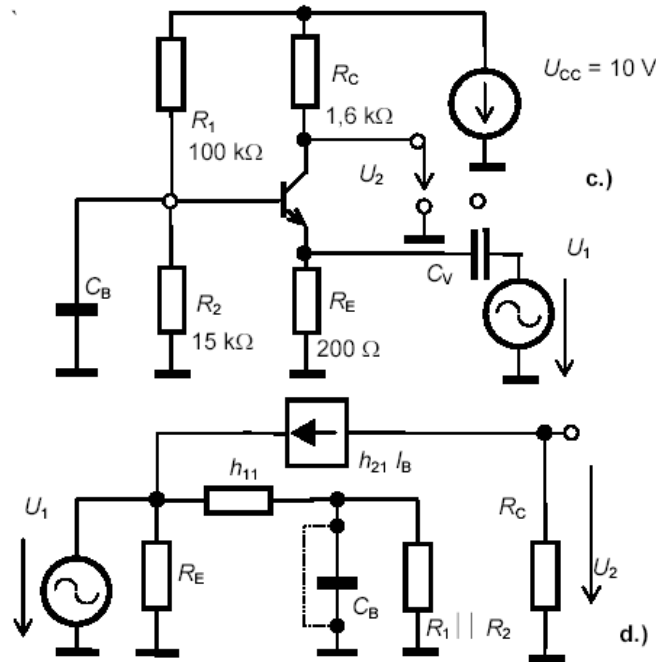 R_C
1,6 kΩ
U_CC = 10 V
R_1
100 kΩ
U_2
c.)
C_B
R_2
15 kΩ
R_E
200 Ω
C_V
U_1
h_11
h_21 I_B
U_1
R_E
C_B
R_1 || R_2
R_C
U_2
d.)